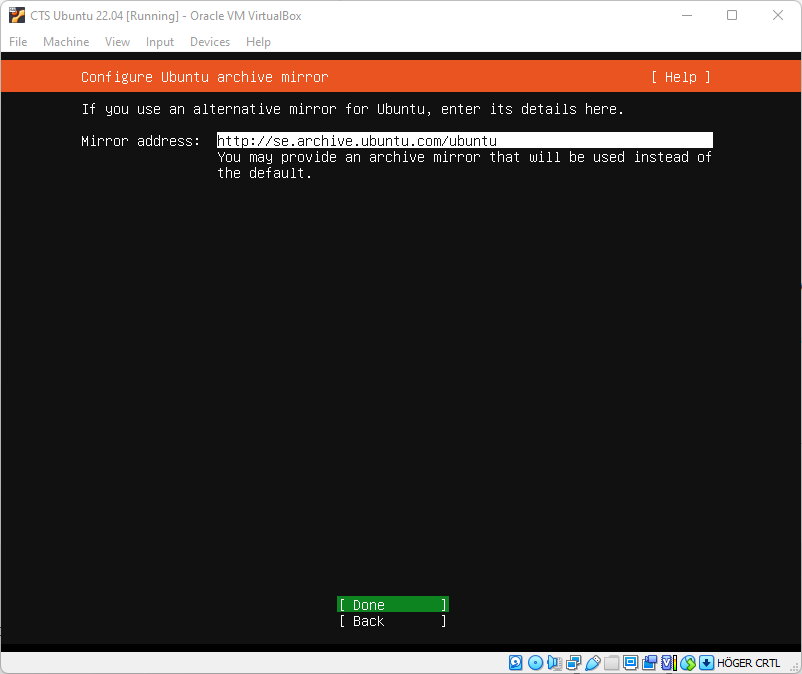 CTS Ubuntu 22.04 [Running] - Oracle VM VirtualBox
File Machine View Input Devices Help
Configure Ubuntu archive mirror [ Help ]
If you use an alternative mirror for Ubuntu, enter its details here.
Mirror address: http://se.archive.ubuntu.com/ubuntu
You may provide an archive mirror that will be used instead of
the default.
[ Done ]
[ Back ]
HÖGER CRTL